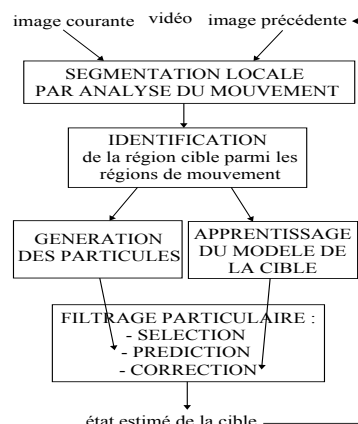 image courante vidéo image précédente
SEGMENTATION LOCALE
PAR ANALYSE DU MOUVEMENT
IDENTIFICATION
de la région cible parmi les
régions de mouvement
GENERATION
DES PARTICULES
APPRENTISSAGE
DU MODELE DE
LA CIBLE
FILTRAGE PARTICULAIRE :
- SELECTION
- PREDICTION
- CORRECTION
état estimé de la cible